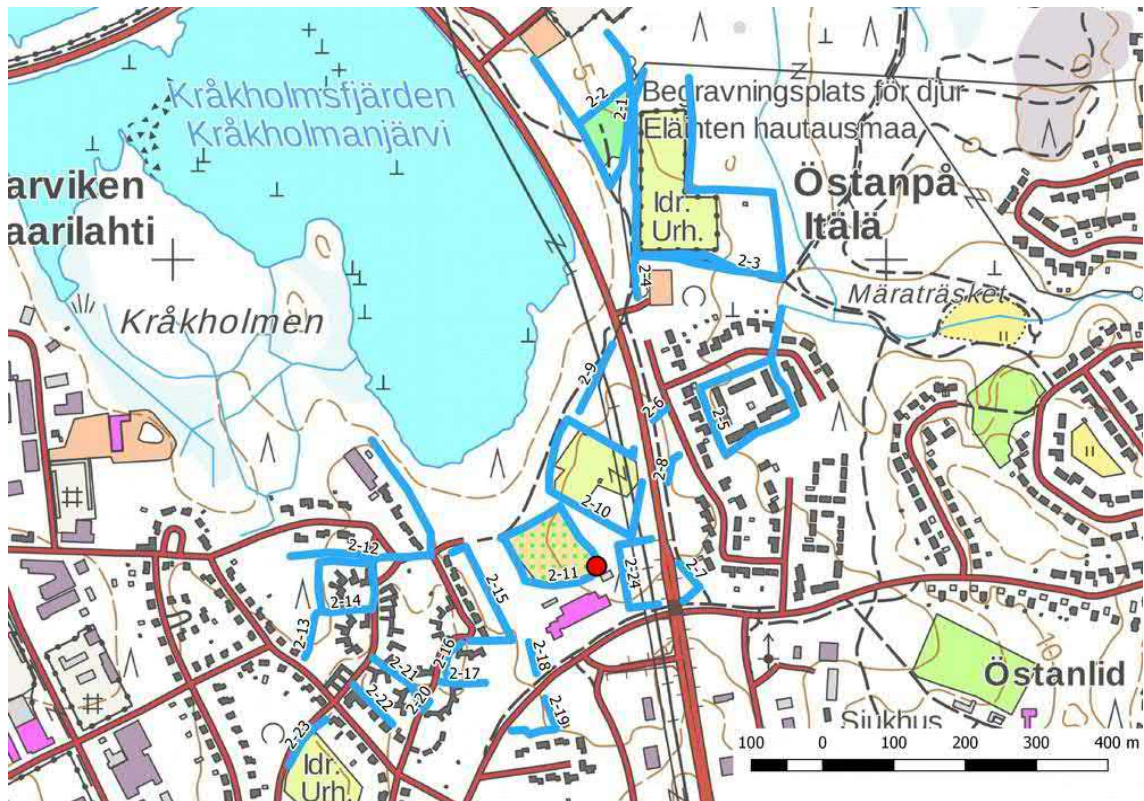 5
2-2
2-1
Begravningsplats för djur
Eläinten hautausmaa
Kråkholmsfjärden
Kråkholmanjärvi
arviken
aarilahti
Östanpå
Itälä
Idr.
Urh.
2-3
2-4
Märaträsket
Kråkholmen
2-9
2-6
2-5
2-8
2-10
2-12
2-11
2-7
2-24
2-15
2-14
2-13
2-16
2-18
2-17
2-21
2-20
2-22
2-19
2-23
10
Östanlid
Sjukhus
Idr.
Urh.
100 0 100 200 300 400 m